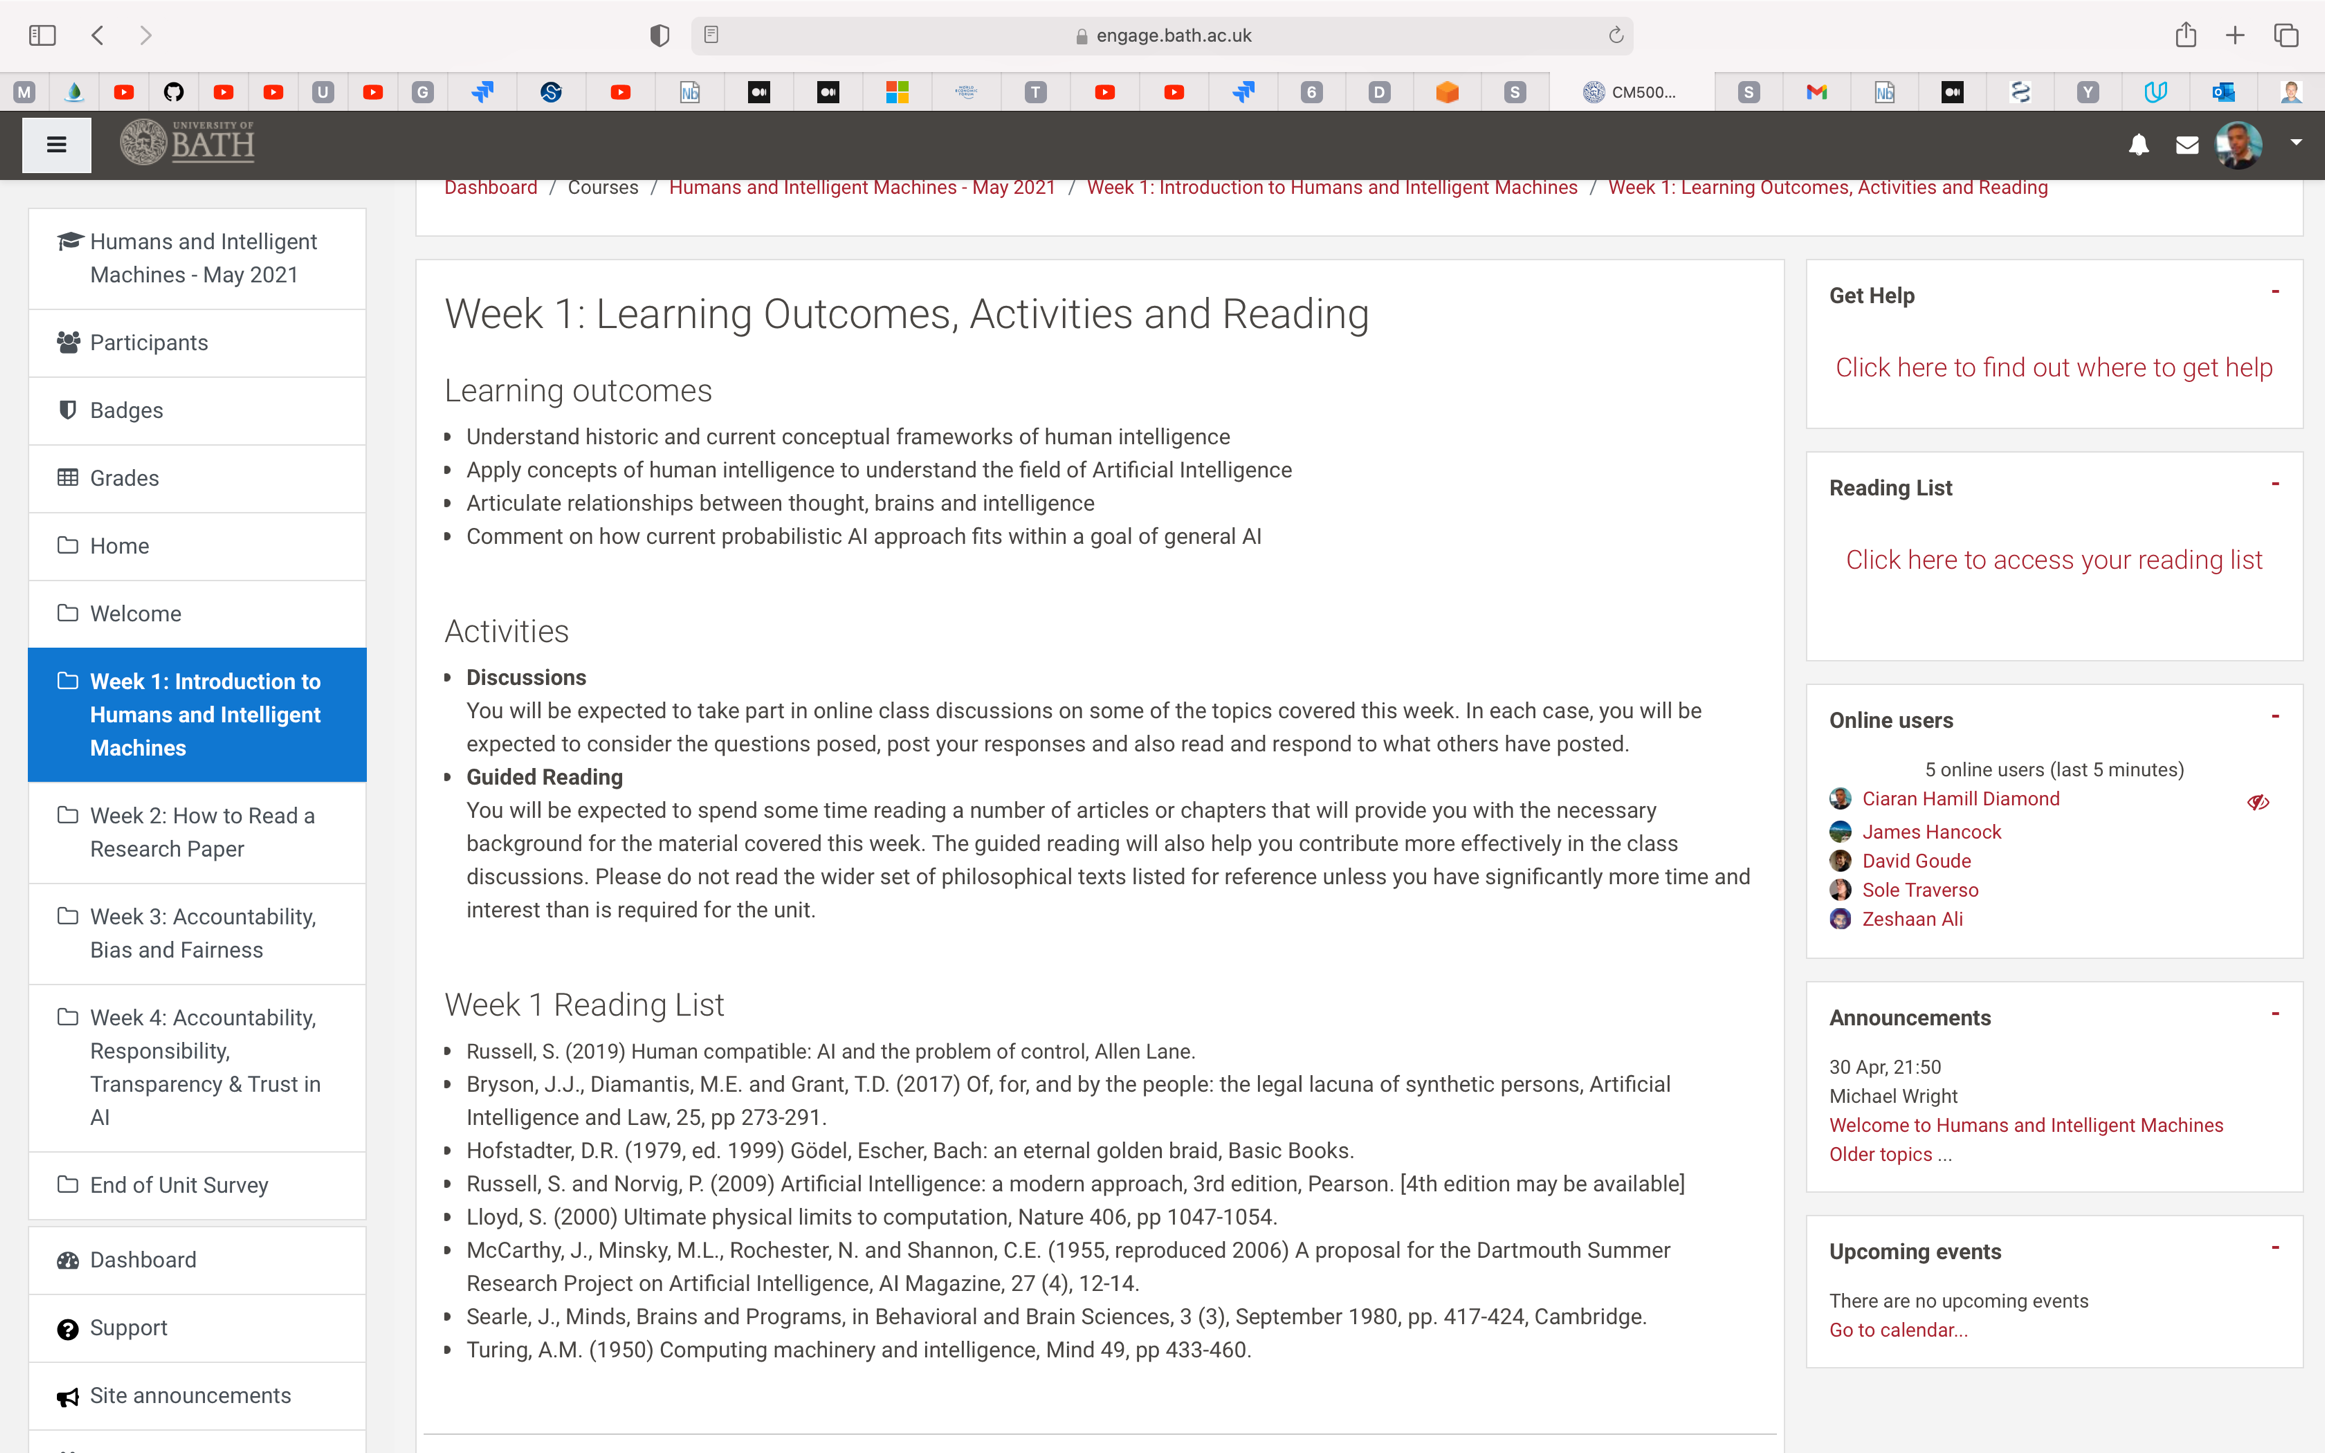 engage.bath.ac.uk
M
U
G
Nb
WORLD ECONOMIC FORUM
T
6
D
S
CM500...
S
Nb
Y
UNIVERSITY OF
BATH
Dashboard / Courses / Humans and Intelligent Machines - May 2021 / Week 1: Introduction to Humans and Intelligent Machines / Week 1: Learning Outcomes, Activities and Reading
Humans and Intelligent
Machines - May 2021
Participants
Badges
Grades
Home
Welcome
Week 1: Introduction to
Humans and Intelligent
Machines
Week 2: How to Read a
Research Paper
Week 3: Accountability,
Bias and Fairness
Week 4: Accountability,
Responsibility,
Transparency & Trust in
AI
End of Unit Survey
Dashboard
Support
Site announcements
Week 1: Learning Outcomes, Activities and Reading
Learning outcomes
Understand historic and current conceptual frameworks of human intelligence
Apply concepts of human intelligence to understand the field of Artificial Intelligence
Articulate relationships between thought, brains and intelligence
Comment on how current probabilistic AI approach fits within a goal of general AI
Activities
Discussions
You will be expected to take part in online class discussions on some of the topics covered this week. In each case, you will be
expected to consider the questions posed, post your responses and also read and respond to what others have posted.
Guided Reading
You will be expected to spend some time reading a number of articles or chapters that will provide you with the necessary
background for the material covered this week. The guided reading will also help you contribute more effectively in the class
discussions. Please do not read the wider set of philosophical texts listed for reference unless you have significantly more time and
interest than is required for the unit.
Week 1 Reading List
Russell, S. (2019) Human compatible: AI and the problem of control, Allen Lane.
Bryson, J.J., Diamantis, M.E. and Grant, T.D. (2017) Of, for, and by the people: the legal lacuna of synthetic persons, Artificial
Intelligence and Law, 25, pp 273-291.
Hofstadter, D.R. (1979, ed. 1999) Gödel, Escher, Bach: an eternal golden braid, Basic Books.
Russell, S. and Norvig, P. (2009) Artificial Intelligence: a modern approach, 3rd edition, Pearson. [4th edition may be available]
Lloyd, S. (2000) Ultimate physical limits to computation, Nature 406, pp 1047-1054.
McCarthy, J., Minsky, M.L., Rochester, N. and Shannon, C.E. (1955, reproduced 2006) A proposal for the Dartmouth Summer
Research Project on Artificial Intelligence, AI Magazine, 27 (4), 12-14.
Searle, J., Minds, Brains and Programs, in Behavioral and Brain Sciences, 3 (3), September 1980, pp. 417-424, Cambridge.
Turing, A.M. (1950) Computing machinery and intelligence, Mind 49, pp 433-460.
Get Help
Click here to find out where to get help
Reading List
Click here to access your reading list
Online users
5 online users (last 5 minutes)
Ciaran Hamill Diamond
James Hancock
David Goude
Sole Traverso
Zeshaan Ali
Announcements
30 Apr, 21:50
Michael Wright
Welcome to Humans and Intelligent Machines
Older topics ...
Upcoming events
There are no upcoming events
Go to calendar...